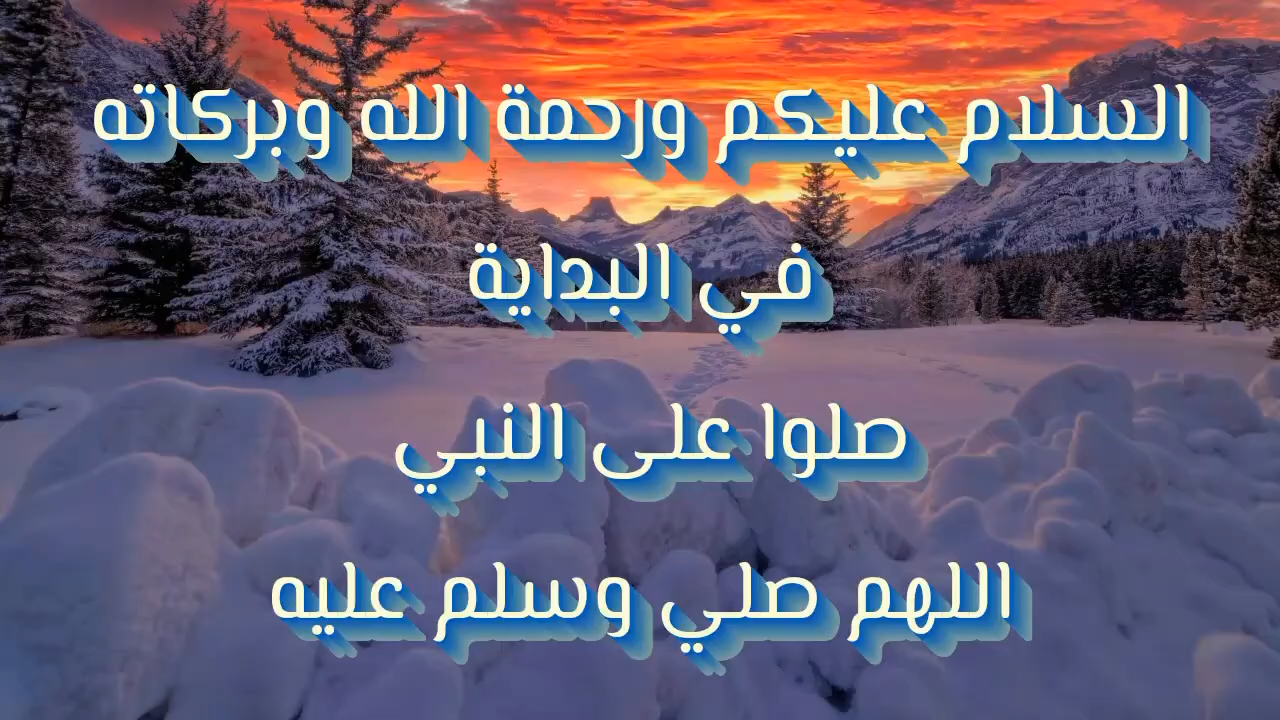 السلام عليكم ورحمة الله وبركاته
في البداية
صلوا على النبي
اللهم صلي وسلم عليه